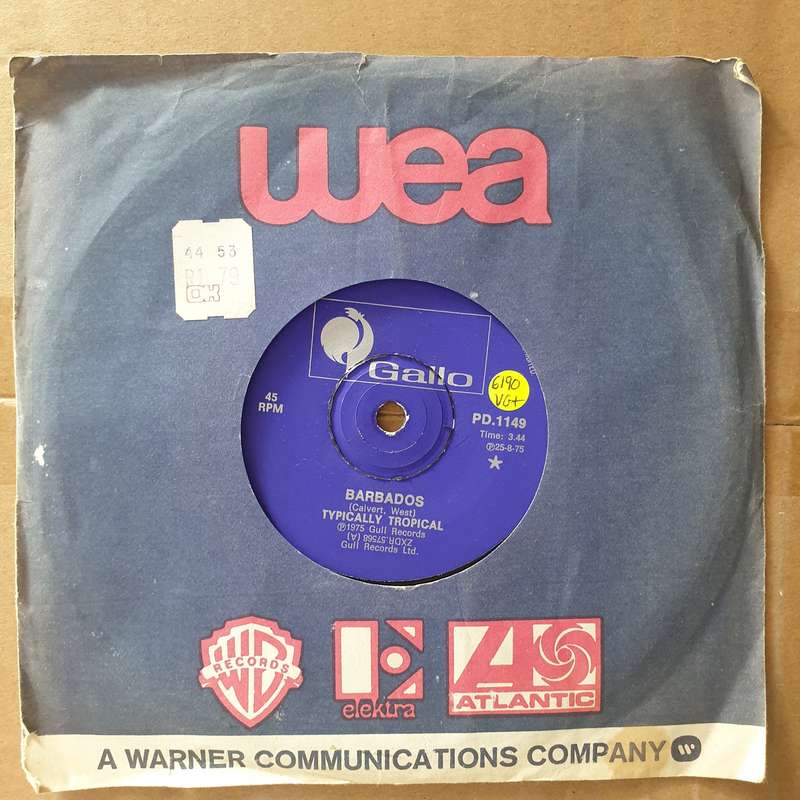 wea
44 53
R1 79
OK
Gallo
6190
VG+
45
RPM
PD.1149
Time: 3.44
℗25-8-75
BARBADOS
(Calvert, West)
TYPICALLY TROPICAL
℗1975 Gull Records
ZXDR.57568 (A)
Gull Records Ltd.
W RECORDS B
elektra
ATLANTIC
A WARNER COMMUNICATIONS COMPANY